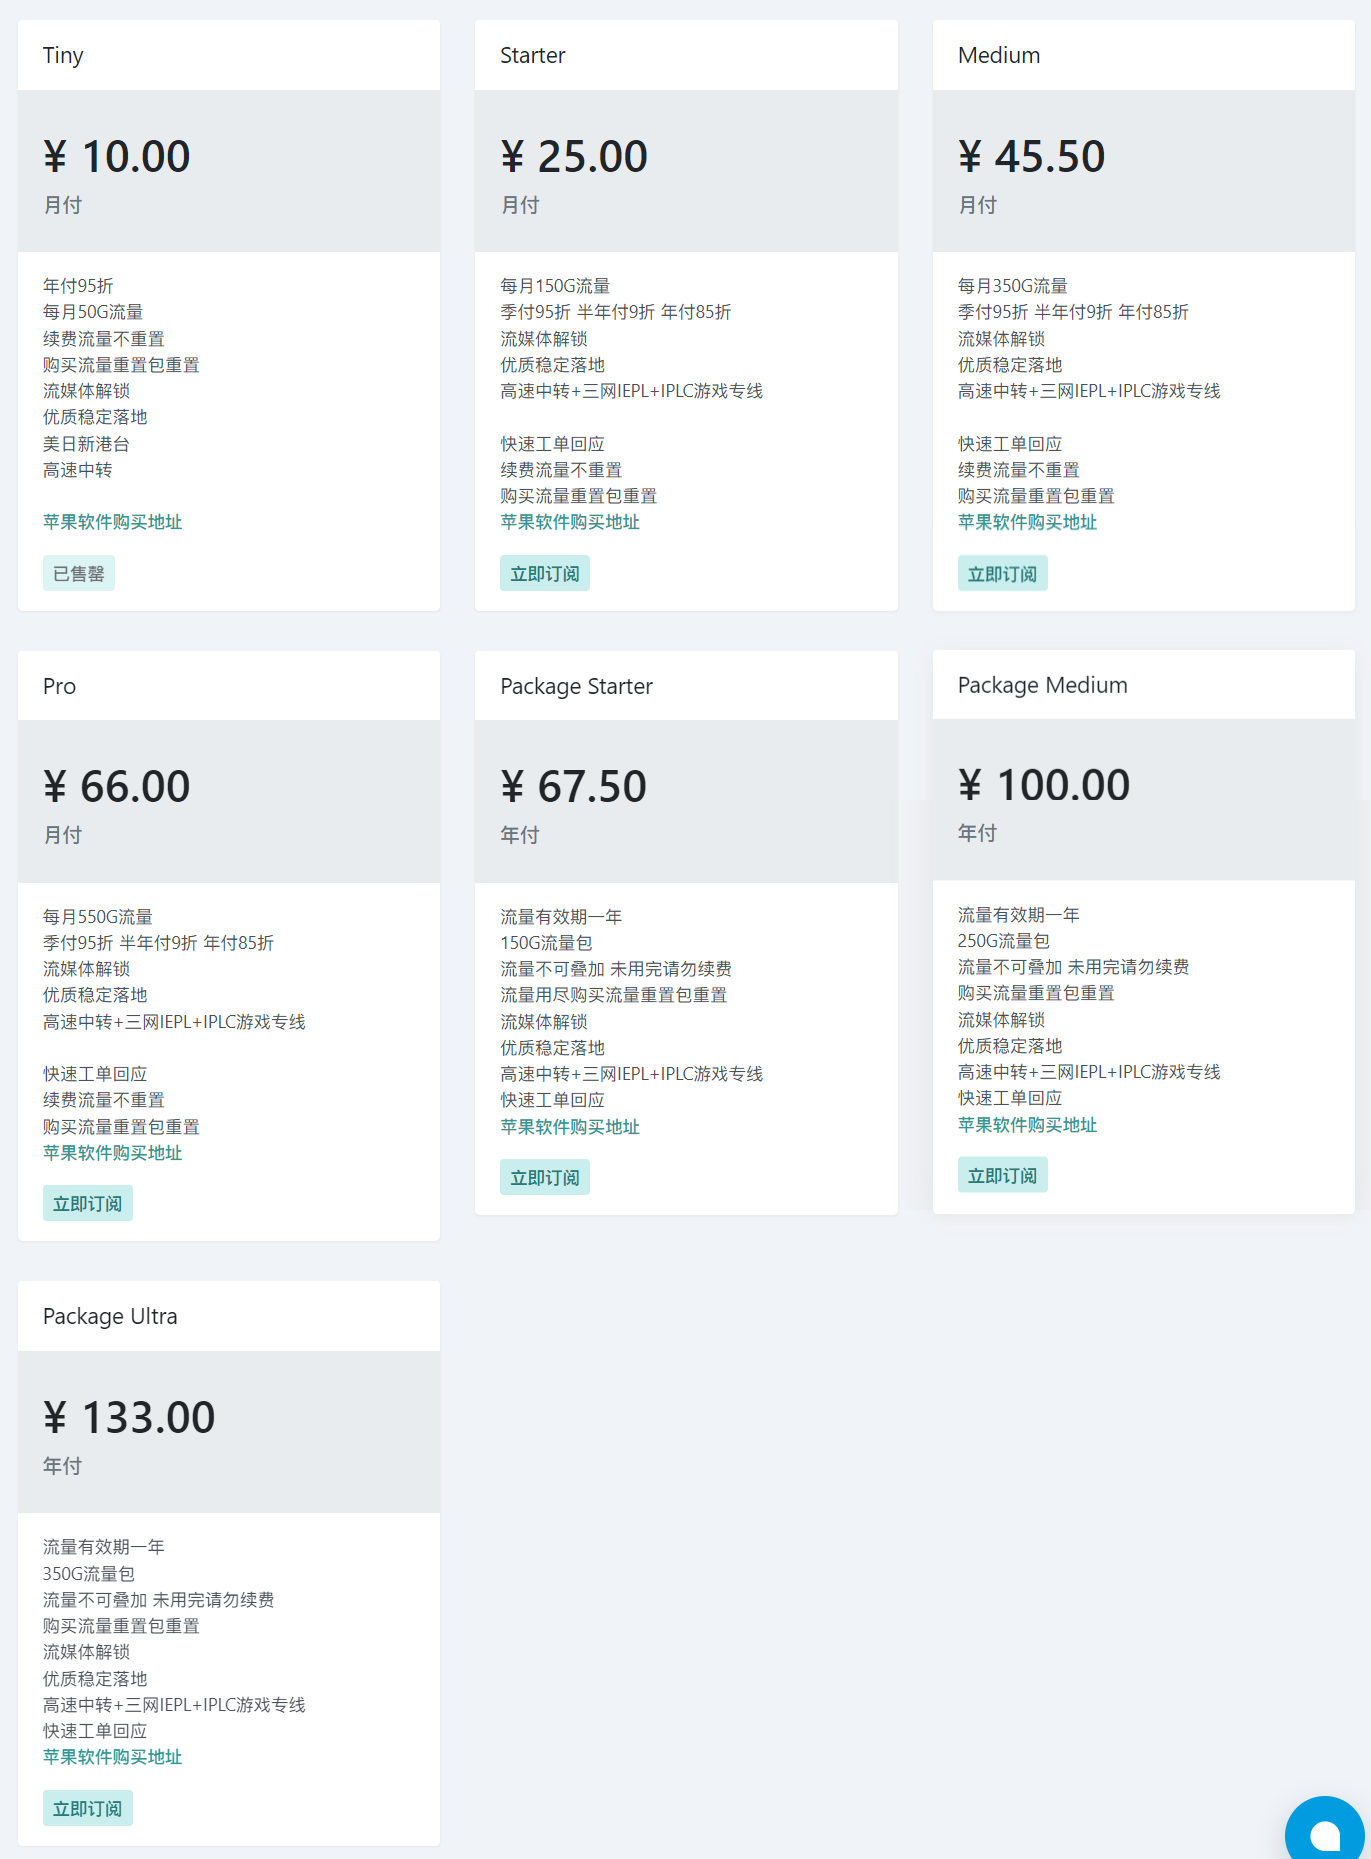 Tiny
¥ 10.00
月付
年付95折
每月50G流量
续费流量不重置
购买流量重置包重置
流媒体解锁
优质稳定落地
美日新港台
高速中转
苹果软件购买地址
已售罄
Starter
¥ 25.00
月付
每月150G流量
季付95折 半年付9折 年付85折
流媒体解锁
优质稳定落地
高速中转+三网IEPL+IPLC游戏专线
快速工单回应
续费流量不重置
购买流量重置包重置
苹果软件购买地址
立即订阅
Medium
¥ 45.50
月付
每月350G流量
季付95折 半年付9折 年付85折
流媒体解锁
优质稳定落地
高速中转+三网IEPL+IPLC游戏专线
快速工单回应
续费流量不重置
购买流量重置包重置
苹果软件购买地址
立即订阅
Pro
¥ 66.00
月付
每月550G流量
季付95折 半年付9折 年付85折
流媒体解锁
优质稳定落地
高速中转+三网IEPL+IPLC游戏专线
快速工单回应
续费流量不重置
购买流量重置包重置
苹果软件购买地址
立即订阅
Package Starter
¥ 67.50
年付
流量有效期一年
150G流量包
流量不可叠加 未用完请勿续费
流量用尽购买流量重置包重置
流媒体解锁
优质稳定落地
高速中转+三网IEPL+IPLC游戏专线
快速工单回应
苹果软件购买地址
立即订阅
Package Medium
¥ 100.00
年付
流量有效期一年
250G流量包
流量不可叠加 未用完请勿续费
购买流量重置包重置
流媒体解锁
优质稳定落地
高速中转+三网IEPL+IPLC游戏专线
快速工单回应
苹果软件购买地址
立即订阅
Package Ultra
¥ 133.00
年付
流量有效期一年
350G流量包
流量不可叠加 未用完请勿续费
购买流量重置包重置
流媒体解锁
优质稳定落地
高速中转+三网IEPL+IPLC游戏专线
快速工单回应
苹果软件购买地址
立即订阅